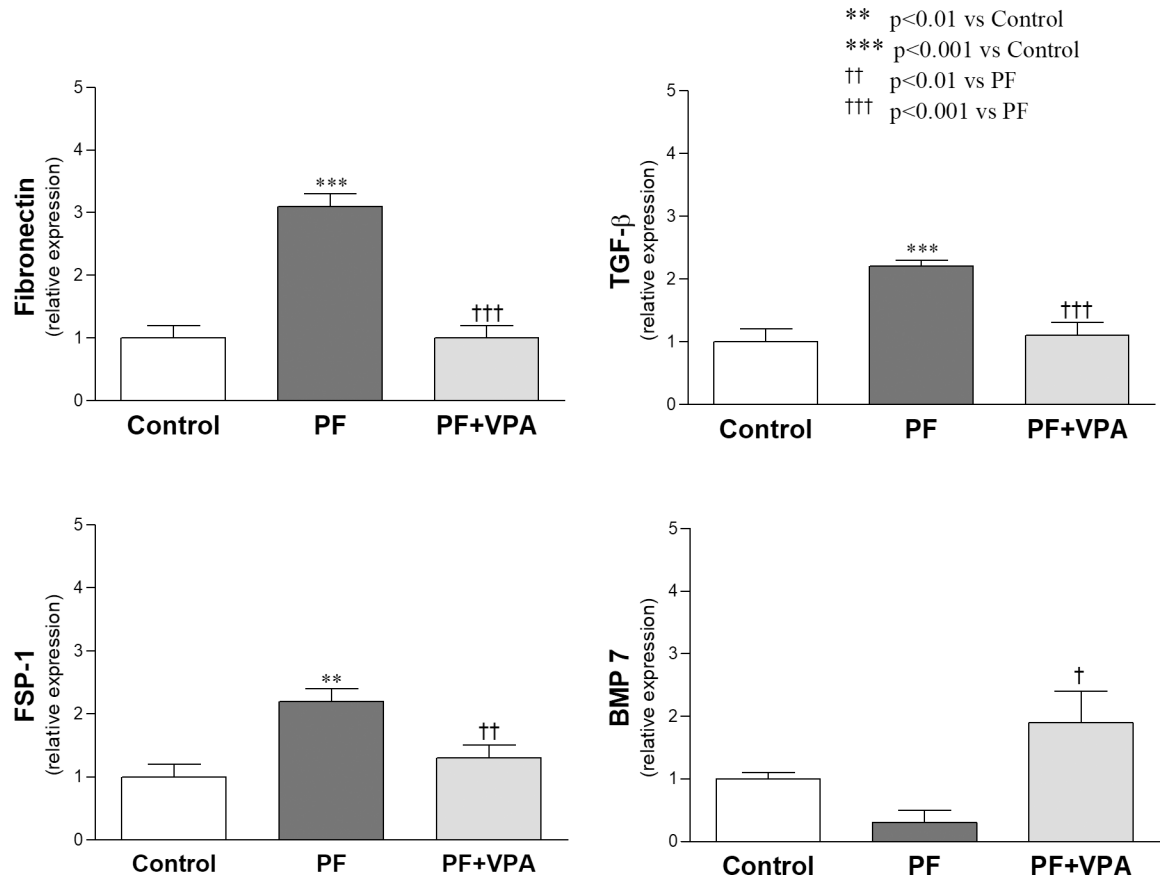 ** p<0.01 vs Control
*** p<0.001 vs Control
†† p<0.01 vs PF
††† p<0.001 vs PF
Fibronectin
(relative expression)
5
4
3
2
1
0
***
†††
Control PF PF+VPA
TGF-β
(relative expression)
5
4
3
2
1
0
***
†††
Control PF PF+VPA
FSP-1
(relative expression)
5
4
3
2
1
0
**
††
Control PF PF+VPA
BMP 7
(relative expression)
5
4
3
2
1
0
†
Control PF PF+VPA